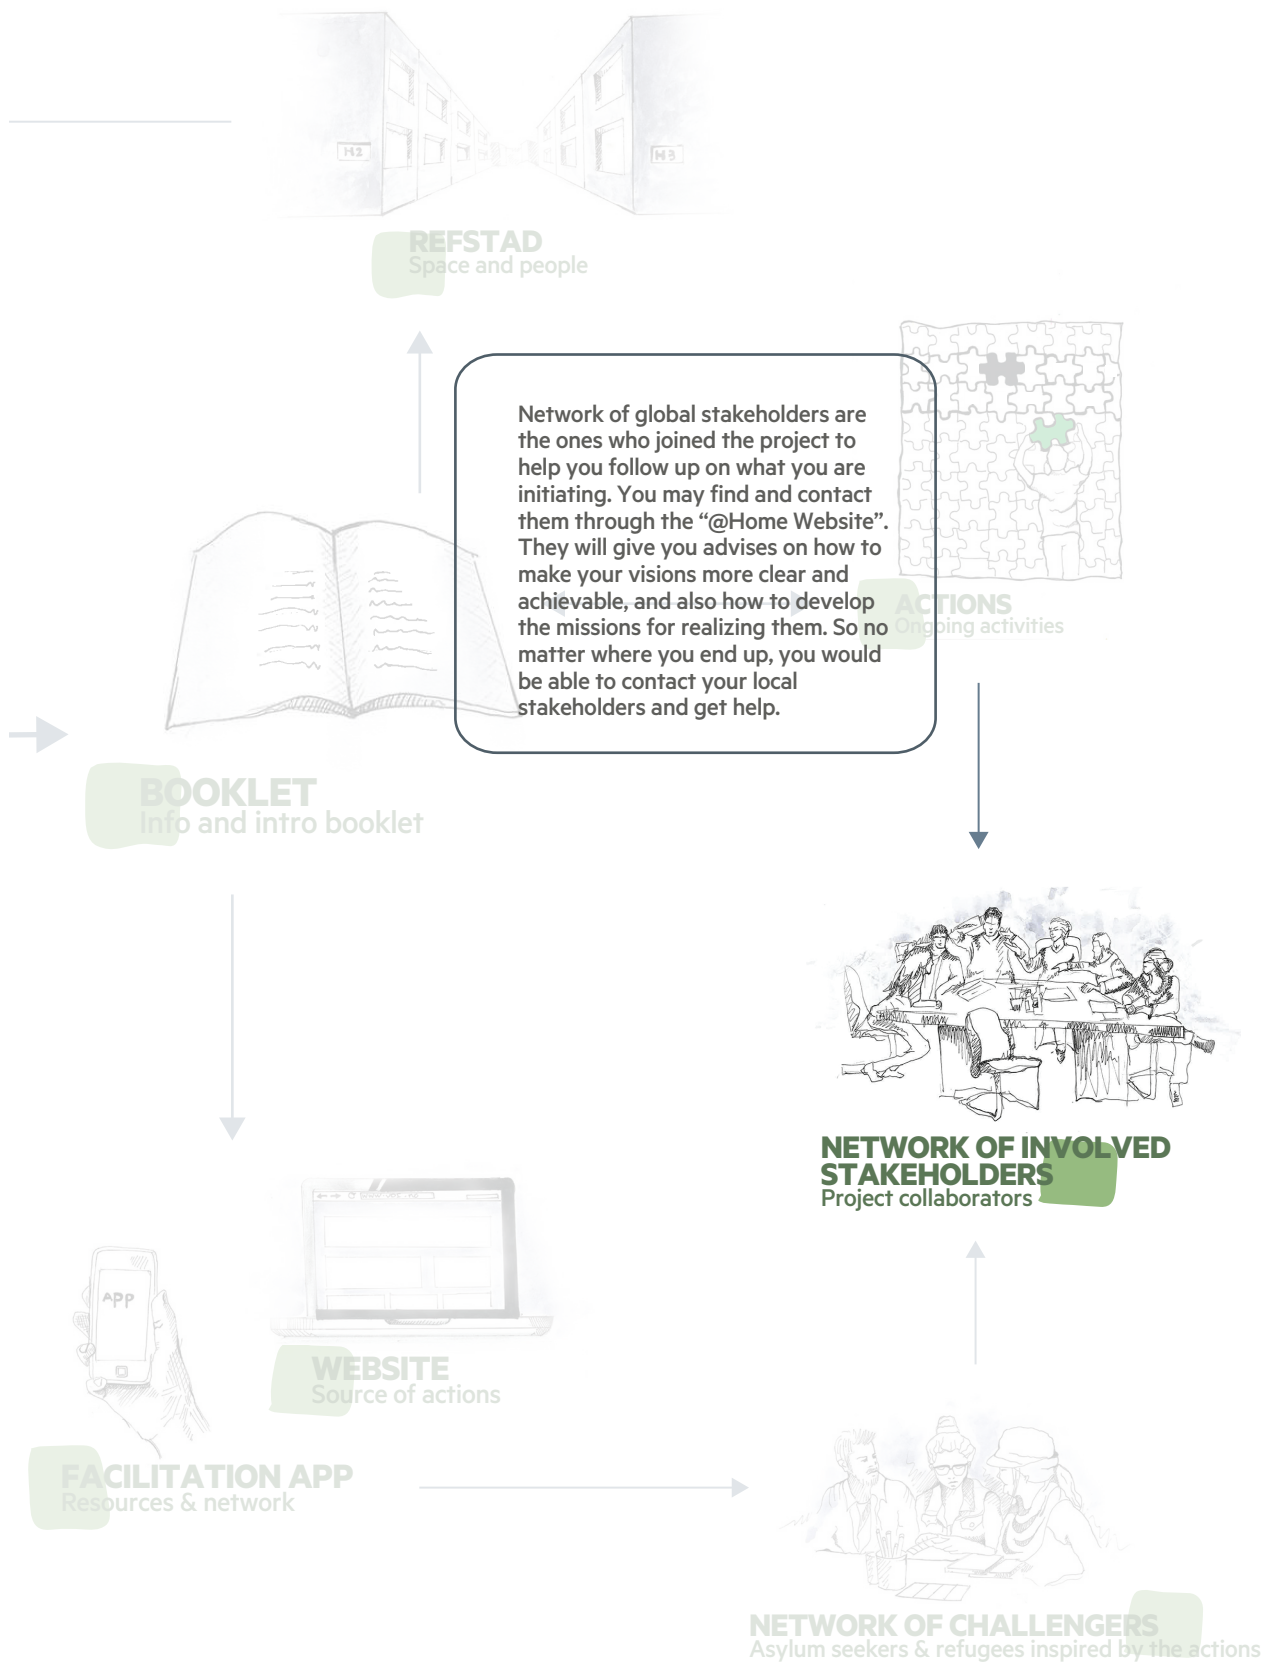 H2
H3
REFSTAD
Space and people
Network of global stakeholders are
the ones who joined the project to
help you follow up on what you are
initiating. You may find and contact
them through the “@Home Website”.
They will give you advises on how to
make your visions more clear and
achievable, and also how to develop
the missions for realizing them. So no
matter where you end up, you would
be able to contact your local
stakeholders and get help.
ACTIONS
Ongoing activities
BOOKLET
Info and intro booklet
NETWORK OF INVOLVED
STAKEHOLDERS
Project collaborators
APP
WEBSITE
Source of actions
FACILITATION APP
Resources & network
NETWORK OF CHALLENGERS
Asylum seekers & refugees inspired by the actions